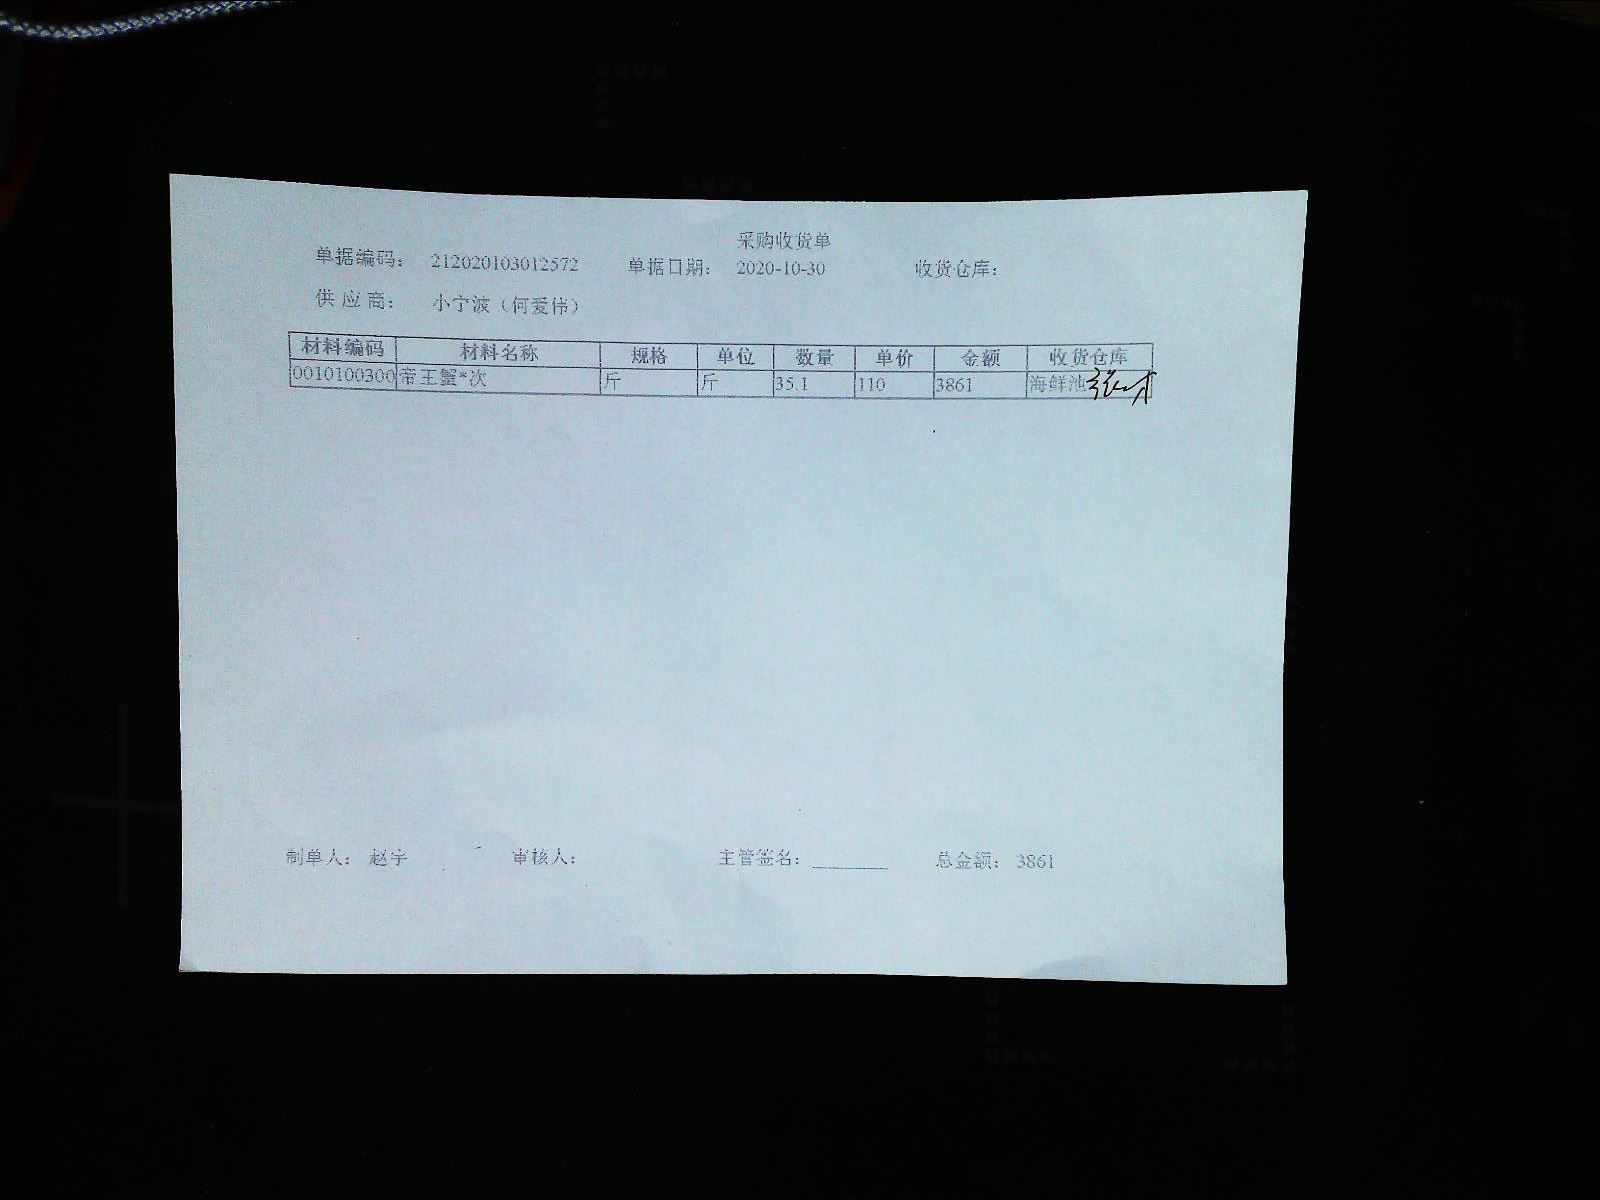 采购收货单
单据编码： 212020103012572 单据日期： 2020-10-30 收货仓库：
供 应 商： 小宁波（何爱伟）
材料编码 材料名称 规格 单位 数量 单价 金额 收货仓库
0010100300 帝王蟹*次 斤 斤 35.1 110 3861 海鲜池
制单人： 赵宇 审核人： 主管签名： 总金额： 3861